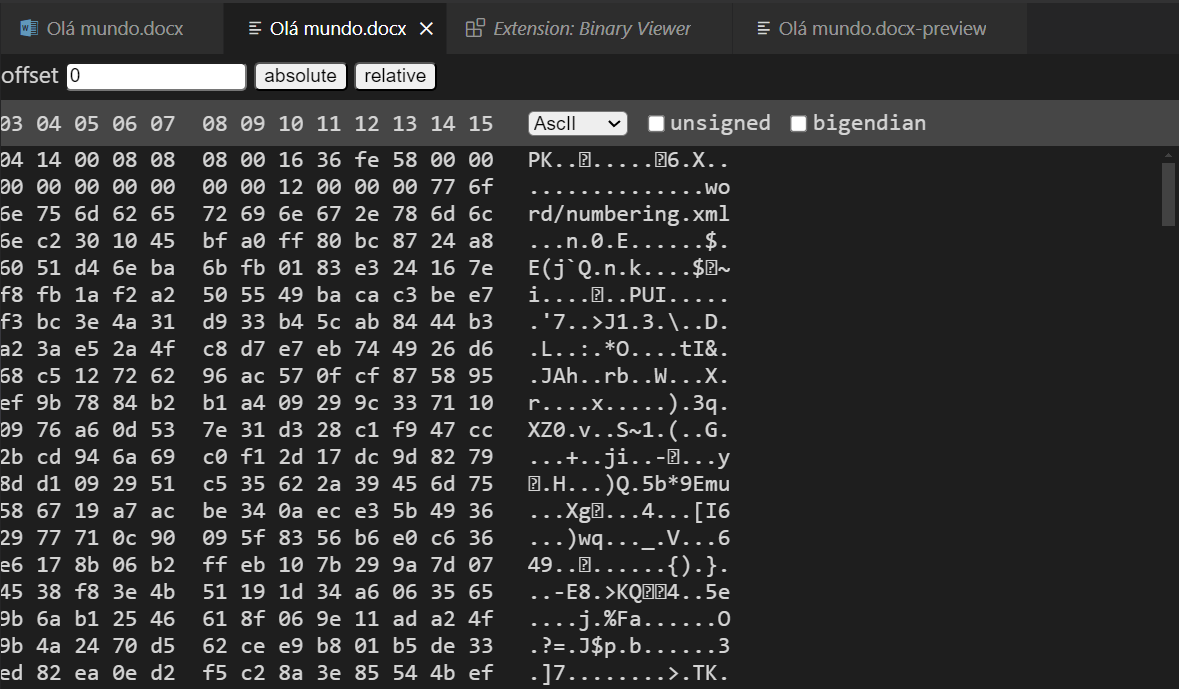 Olá mundo.docx Olá mundo.docx Extension: Binary Viewer Olá mundo.docx-preview
offset 0 absolute relative
03 04 05 06 07 08 09 10 11 12 13 14 15 AscII unsigned bigendian
04 14 00 08 08 08 00 16 36 fe 58 00 00 PK..⍰.....⍰6.X..
00 00 00 00 00 00 00 12 00 00 00 77 6f ..............wo
6e 75 6d 62 65 72 69 6e 67 2e 78 6d 6c rd/numbering.xml
6e c2 30 10 45 bf a0 ff 80 bc 87 24 a8 ...n.0.E......$.
60 51 d4 6e ba 6b fb 01 83 e3 24 16 7e E(j`Q.n.k....$⍰~
f8 fb 1a f2 a2 50 55 49 ba ca c3 be e7 i....⍰..PUI.....
f3 bc 3e 4a 31 d9 33 b4 5c ab 84 44 b3 .'7..>J1.3.\..D.
a2 3a e5 2a 4f c8 d7 e7 eb 74 49 26 d6 .L..:.*O....tI&.
68 c5 12 72 62 96 ac 57 0f cf 87 58 95 .JAh..rb..W...X.
ef 9b 78 84 b2 b1 a4 09 29 9c 33 71 10 r....x.....).3q.
09 76 a6 0d 53 7e 31 d3 28 c1 f9 47 cc XZ0.v..S~1.(..G.
2b cd 94 6a 69 c0 f1 2d 17 dc 9d 82 79 ...+..ji..-⍰...y
8d d1 09 29 51 c5 35 62 2a 39 45 6d 75 ⍰.H...)Q.5b*9Emu
58 67 19 a7 ac be 34 0a ec e3 5b 49 36 ...Xg⍰...4...[I6
29 77 71 0c 90 09 5f 83 56 b6 e0 c6 36 ...)wq..._.V...6
e6 17 8b 06 b2 ff eb 10 7b 29 9a 7d 07 49..⍰......{).}.
45 38 f3 3e 4b 51 19 1d 34 a6 06 35 65 ..-E8.>KQ⍰⍰4..5e
9b 6a b1 25 46 61 8f 06 9e 11 ad a2 4f ....j.%Fa......O
9b 4a 24 70 d5 62 ce e9 b8 01 b5 de 33 .?=.J$p.b......3
ed 82 ea 0e d2 f5 c2 8a 3e 85 54 4b ef .]7........>.TK.